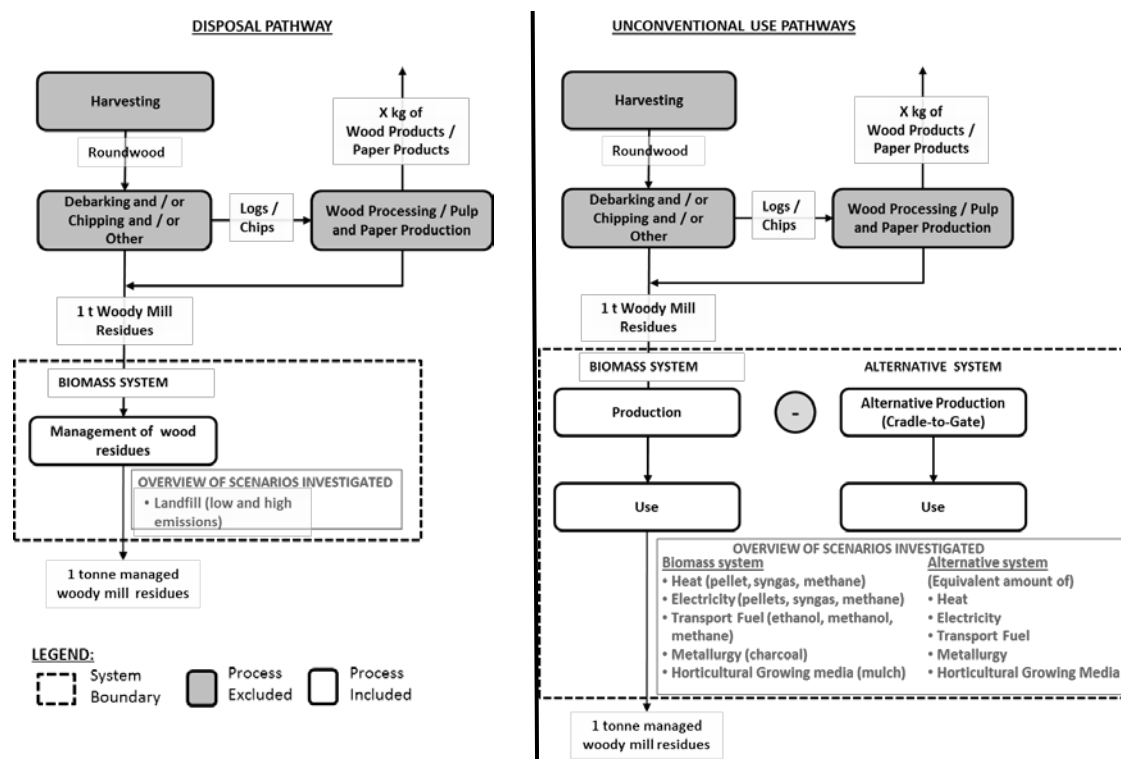 DISPOSAL PATHWAY
Harvesting
Roundwood
X kg of
Wood Products /
Paper Products
Debarking and / or
Chipping and / or
Other
Logs /
Chips
Wood Processing / Pulp
and Paper Production
1 t Woody Mill
Residues
BIOMASS SYSTEM
Management of wood
residues
OVERVIEW OF SCENARIOS INVESTIGATED
• Landfill (low and high
emissions)
1 tonne managed
woody mill residues
LEGEND:
System
Boundary
Process
Excluded
Process
Included
UNCONVENTIONAL USE PATHWAYS
Harvesting
Roundwood
X kg of
Wood Products /
Paper Products
Debarking and / or
Chipping and / or
Other
Logs /
Chips
Wood Processing / Pulp
and Paper Production
1 t Woody Mill
Residues
BIOMASS SYSTEM
ALTERNATIVE SYSTEM
Production
-
Alternative Production
(Cradle-to-Gate)
Use
Use
OVERVIEW OF SCENARIOS INVESTIGATED
Biomass system
• Heat (pellet, syngas, methane)
• Electricity (pellets, syngas, methane)
• Transport Fuel (ethanol, methanol,
methane)
• Metallurgy (charcoal)
• Horticultural Growing media (mulch)
Alternative system
(Equivalent amount of)
• Heat
• Electricity
• Transport Fuel
• Metallurgy
• Horticultural Growing Media
1 tonne managed
woody mill residues